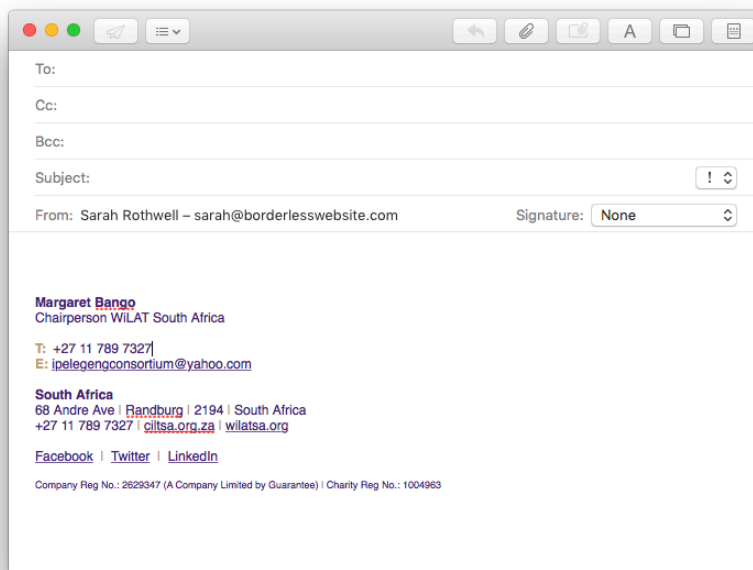 To:
Cc:
Bcc:
Subject:
!
From: Sarah Rothwell – sarah@borderlesswebsite.com Signature: None
Margaret Bango
Chairperson WiLAT South Africa
T: +27 11 789 7327
E: ipelegengconsortium@yahoo.com
South Africa
68 Andre Ave | Randburg | 2194 | South Africa
+27 11 789 7327 | ciltsa.org.za | wilatsa.org
Facebook | Twitter | LinkedIn
Company Reg No.: 2629347 (A Company Limited by Guarantee) | Charity Reg No.: 1004963